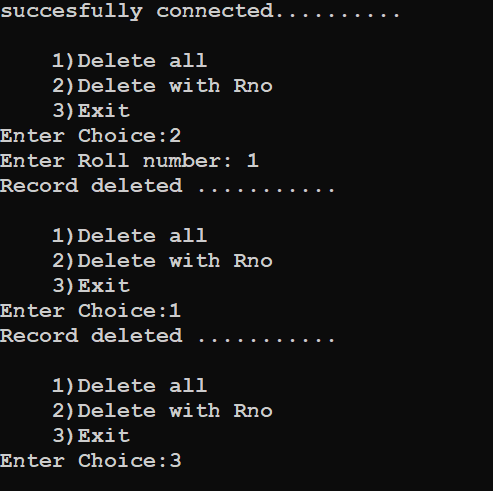 succesfully connected..........
1)Delete all
2)Delete with Rno
3)Exit
Enter Choice:2
Enter Roll number: 1
Record deleted ...........
1)Delete all
2)Delete with Rno
3)Exit
Enter Choice:1
Record deleted ...........
1)Delete all
2)Delete with Rno
3)Exit
Enter Choice:3